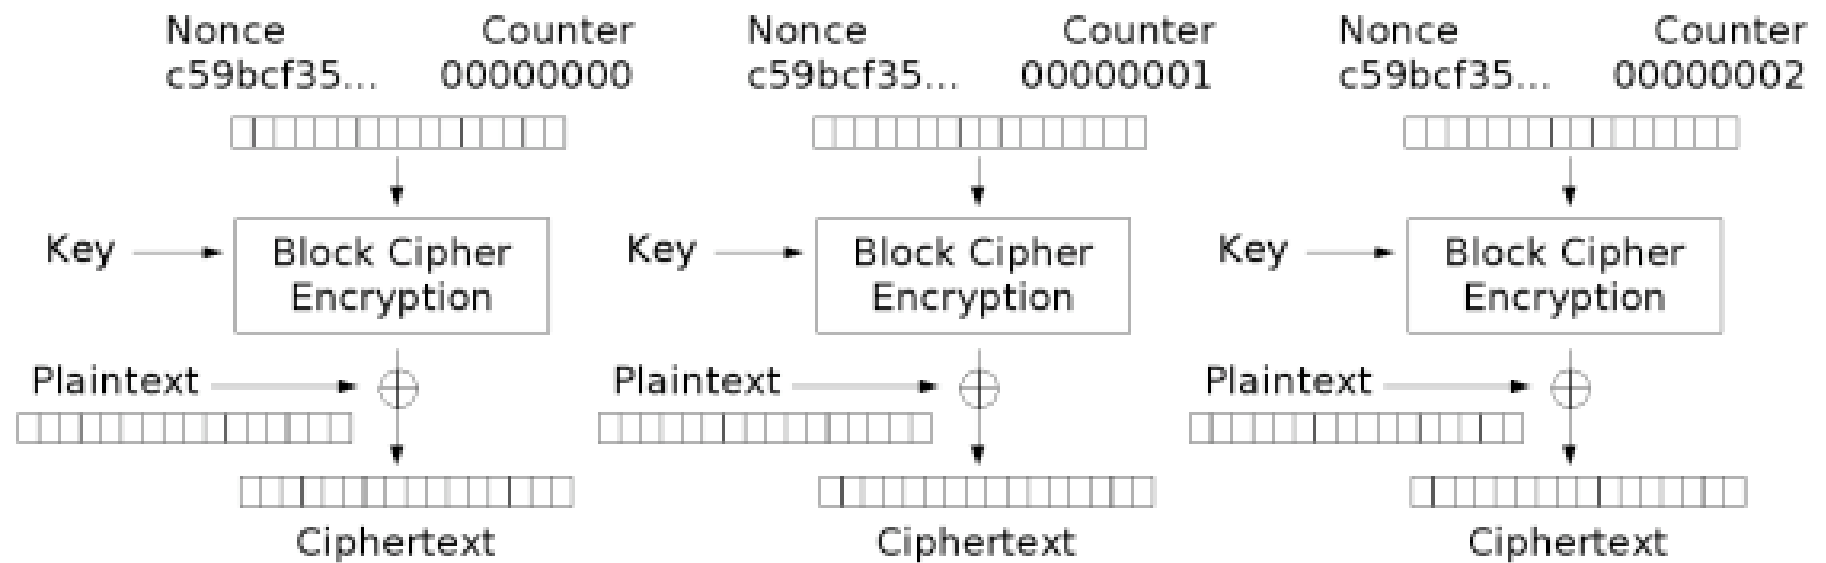 Nonce Counter Nonce Counter Nonce Counter
c59bcf35... 00000000 c59bcf35... 00000001 c59bcf35... 00000002
Key Block Cipher Encryption Key Block Cipher Encryption Key Block Cipher Encryption
Plaintext Plaintext Plaintext
Ciphertext Ciphertext Ciphertext